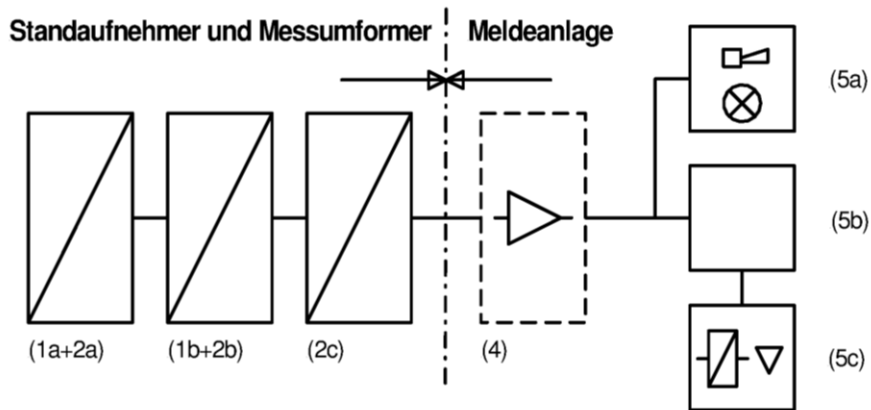 Standaufnehmer und Messumformer
Meldeanlage
(5a)
(5b)
(1a+2a)
(1b+2b)
(2c)
(4)
(5c)